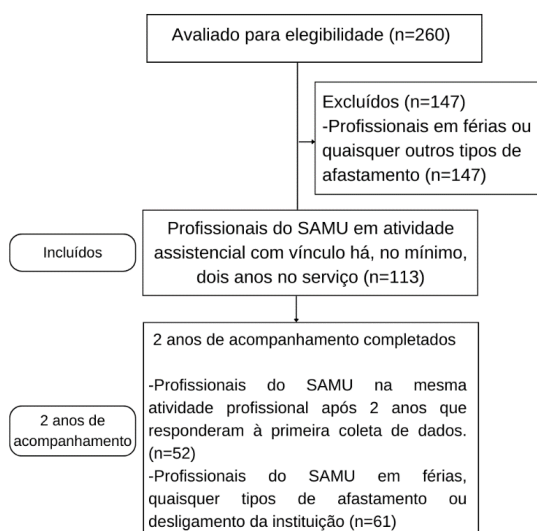 Avaliado para elegibilidade (n=260)
Excluídos (n=147)
-Profissionais em férias ou
quaisquer outros tipos de
afastamento (n=147)
Incluídos
Profissionais do SAMU em atividade
assistencial com vínculo há, no mínimo,
dois anos no serviço (n=113)
2 anos de
acompanhamento
2 anos de acompanhamento completados
-Profissionais do SAMU na mesma
atividade profissional após 2 anos que
responderam à primeira coleta de dados.
(n=52)
-Profissionais do SAMU em férias,
quaisquer tipos de afastamento ou
desligamento da instituição (n=61)